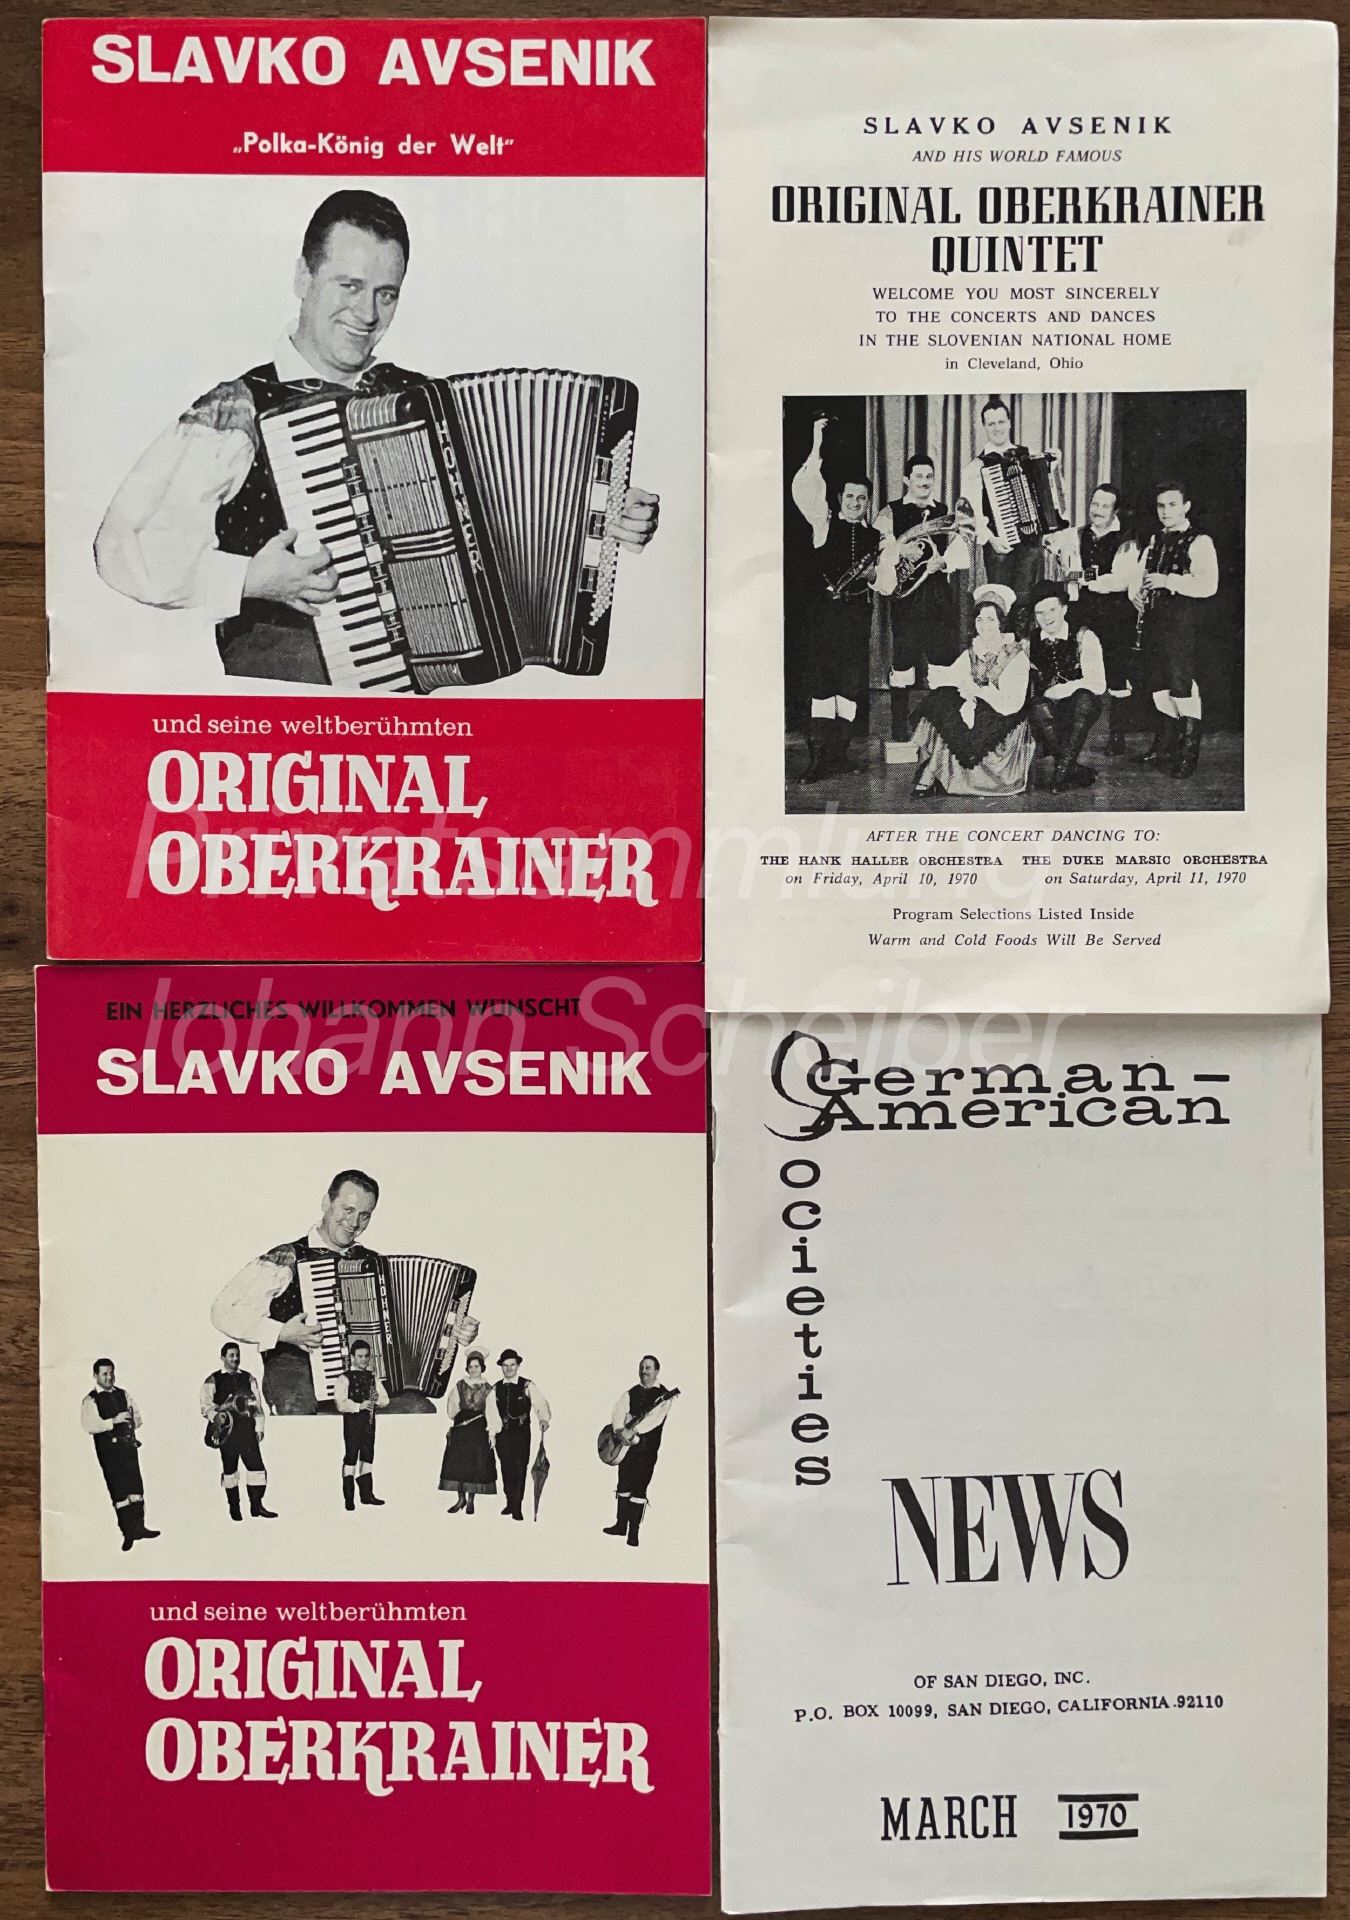 SLAVKO AVSENIK
„Polka-König der Welt"
HOHNER
und seine weltberühmten
ORIGINAL
OBERKRAINER
SLAVKO AVSENIK
AND HIS WORLD FAMOUS
ORIGINAL OBERKRAINER
QUINTET
WELCOME YOU MOST SINCERELY
TO THE CONCERTS AND DANCES
IN THE SLOVENIAN NATIONAL HOME
in Cleveland, Ohio
AFTER THE CONCERT DANCING TO:
THE HANK HALLER ORCHESTRA THE DUKE MARSIC ORCHESTRA
on Friday, April 10, 1970 on Saturday, April 11, 1970
Program Selections Listed Inside
Warm and Cold Foods Will Be Served
Privatsammlung
Johann Scheiber
EIN HERZLICHES WILLKOMMEN WÜNSCHT
SLAVKO AVSENIK
HOHNER
und seine weltberühmten
ORIGINAL
OBERKRAINER
German-
American
Societies
NEWS
OF SAN DIEGO, INC.
P.O. BOX 10099, SAN DIEGO, CALIFORNIA.92110
MARCH 1970